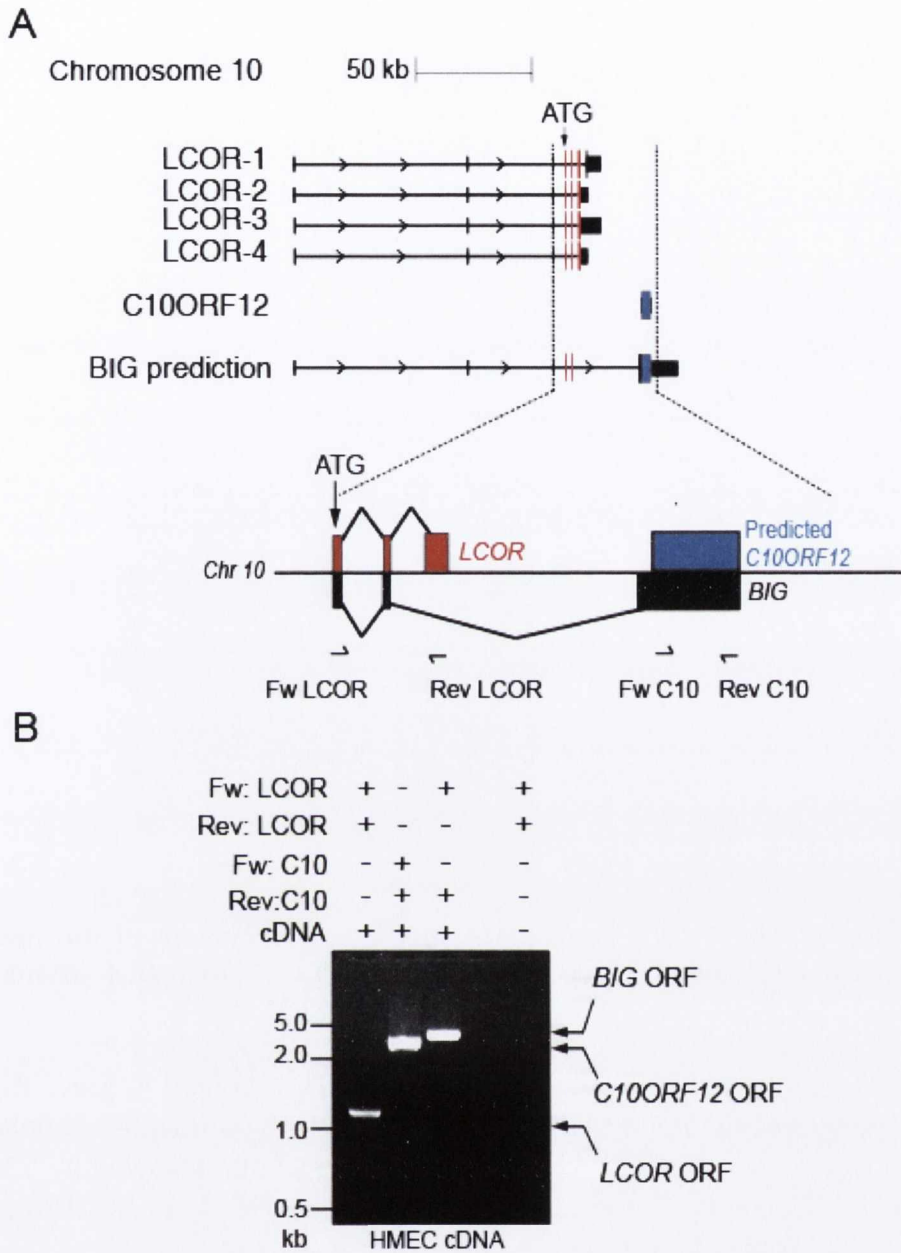 A
Chromosome 10
50 kb
ATG
LCOR-1
LCOR-2
LCOR-3
LCOR-4
C10ORF12
BIG prediction
ATG
Chr 10
LCOR
Predicted
C10ORF12
BIG
Fw LCOR
Rev LCOR
Fw C10
Rev C10
B
Fw: LCOR + - + +
Rev: LCOR + - - +
Fw: C10 - + - -
Rev:C10 - + + -
cDNA + + + -
BIG ORF
5.0
2.0
C10ORF12 ORF
1.0
LCOR ORF
0.5
kb
HMEC cDNA